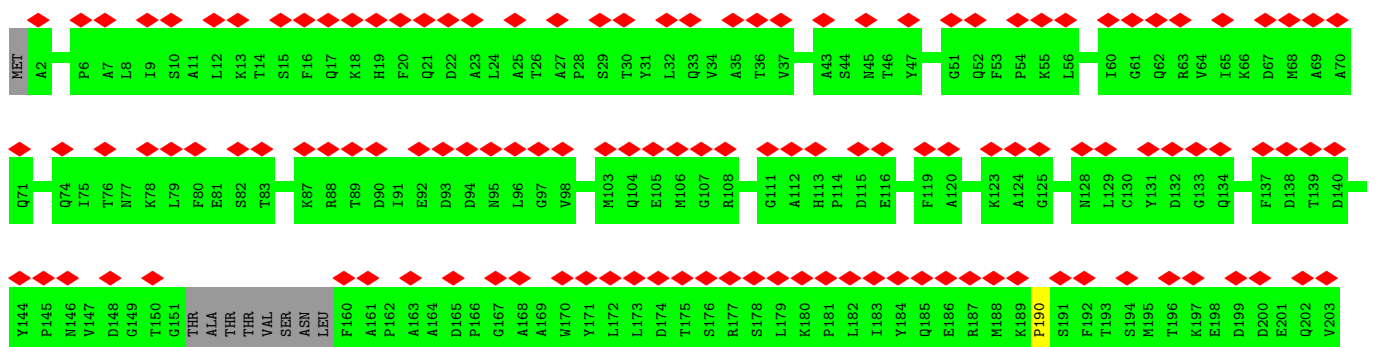 MET A2 P6 A7 L8 I9 S10 A11 L12 K13 T14 S15 F16 Q17 K18 H19 F20 Q21 D22 A23 L24 A25 T26 A27 P28 S29 T30 Y31 L32 Q33 V34 A35 T36 V37 A43 S44 N45 T46 Y47 G51 Q52 F53 P54 K55 L56 I60 G61 Q62 R63 V64 I65 K66 D67 M68 A69 A70
Q71 Q74 I75 T76 N77 K78 L79 F80 E81 S82 T83 K87 R88 T89 D90 I91 E92 D93 D94 N95 L96 G97 V98 M103 Q104 E105 M106 G107 R108 G111 A112 H113 P114 D115 E116 F119 A120 K123 A124 G125 N128 L129 C130 Y131 D132 G133 Q134 F137 D138 T139 D140
Y144 P145 N146 V147 D148 G149 T150 G151 THR ALA THR THR VAL SER ASN LEU F160 A161 P162 A163 A164 D165 P166 G167 A168 A169 W170 Y171 L172 L173 D174 T175 S176 R177 S178 L179 K180 P181 L182 I183 Y184 Q185 E186 R187 M188 K189 P190 S191 F192 T193 S194 M195 T196 K197 E198 D199 D200 E201 Q202 V203